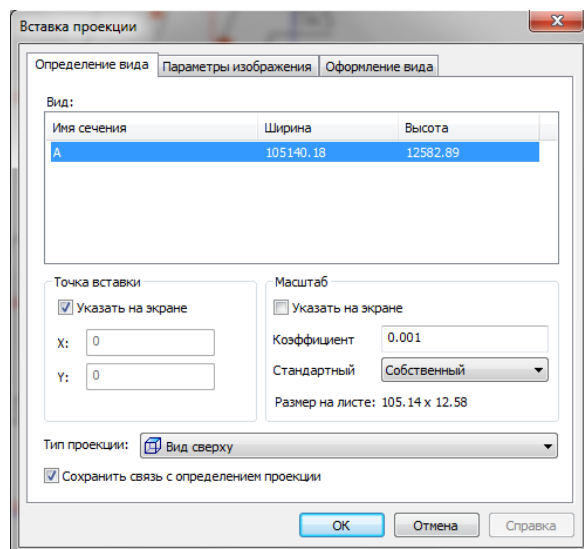 Вставка проекции
Определение вида Параметры изображения Оформление вида
Вид:
Имя сечения Ширина Высота
А 105140.18 12582.89
Точка вставки
Указать на экране
X: 0
Y: 0
Масштаб
Указать на экране
Коэффициент 0.001
Стандартный Собственный
Размер на листе: 105.14 x 12.58
Тип проекции: Вид сверху
Сохранить связь с определением проекции
OK Отмена Справка